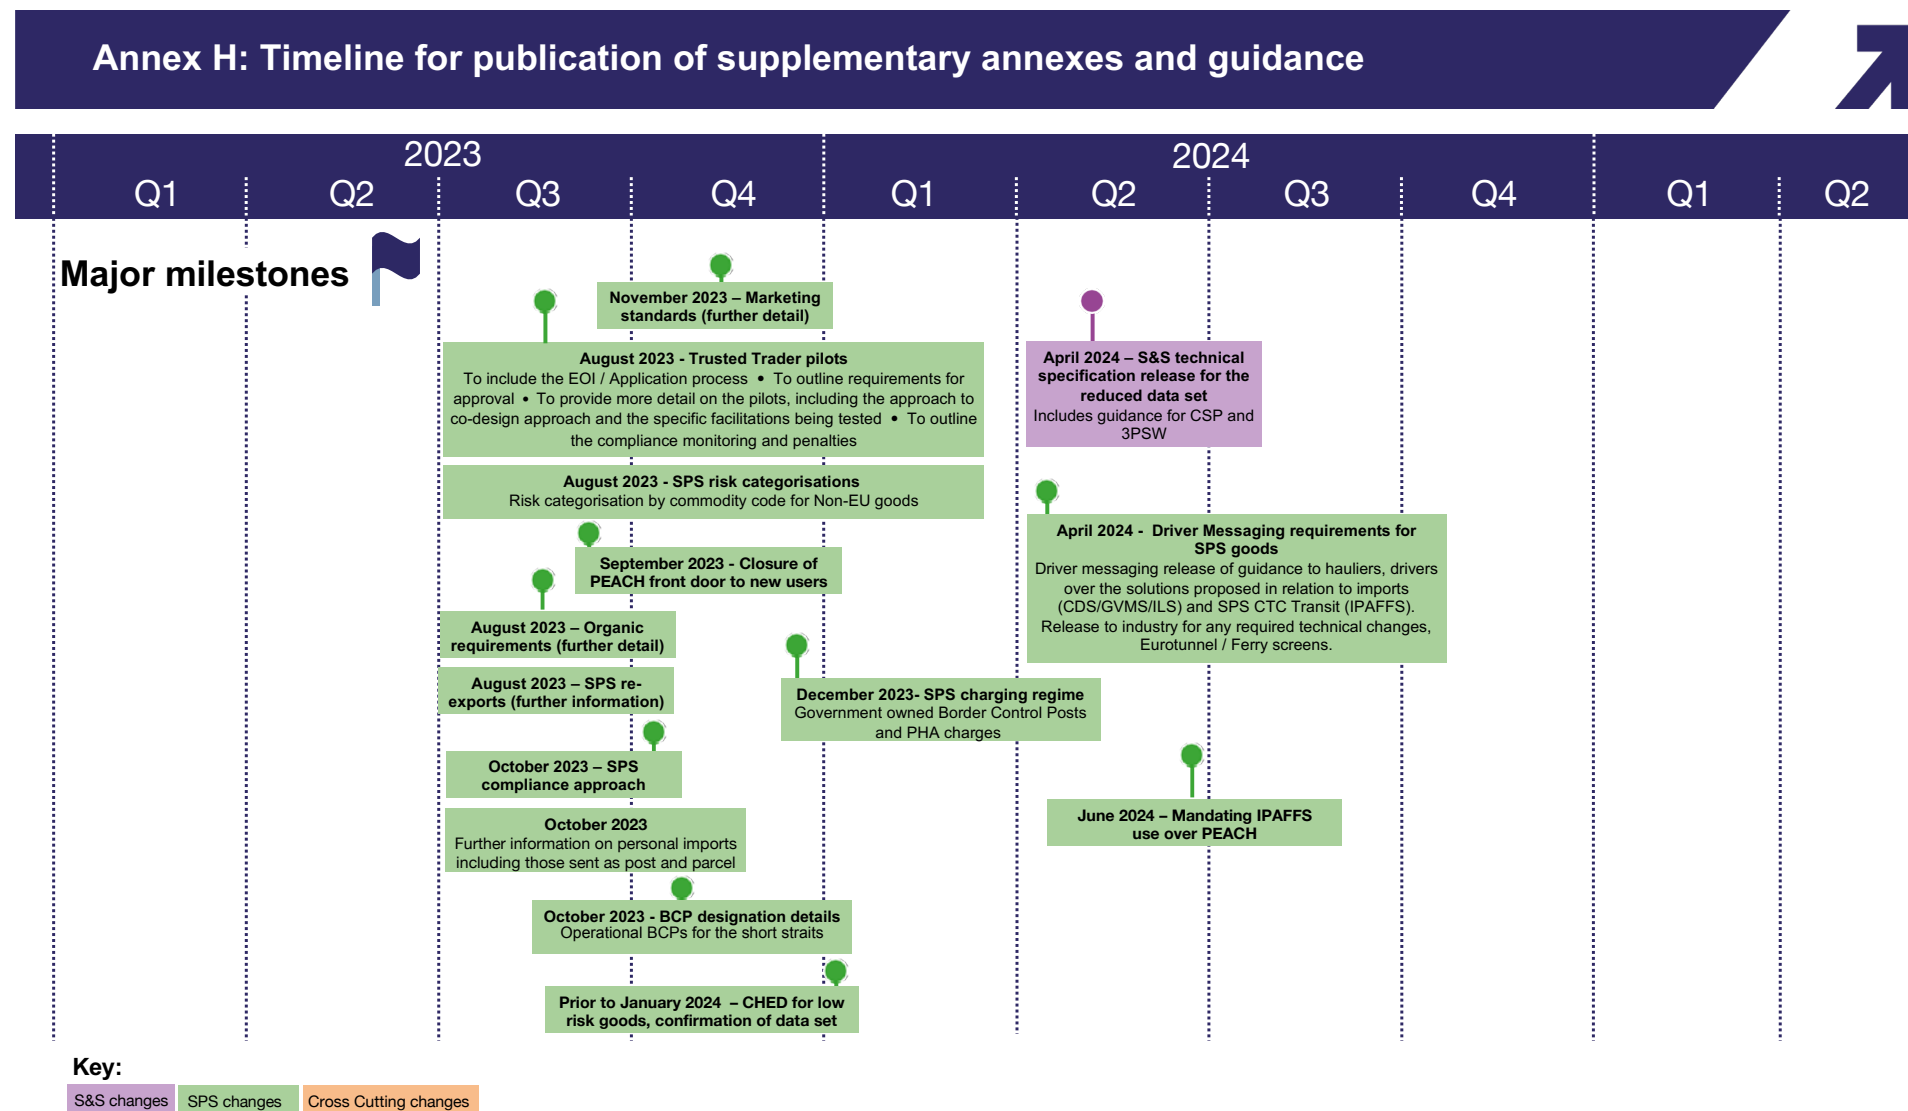 Annex H: Timeline for publication of supplementary annexes and guidance
2023
2024
Q1
Q2
Q3
Q4
Q1
Q2
Q3
Q4
Q1
Q2
Major milestones
November 2023 – Marketing
standards (further detail)
August 2023 - Trusted Trader pilots
To include the EOI / Application process • To outline requirements for
approval • To provide more detail on the pilots, including the approach to
co-design approach and the specific facilitations being tested • To outline
the compliance monitoring and penalties
August 2023 - SPS risk categorisations
Risk categorisation by commodity code for Non-EU goods
September 2023 - Closure of
PEACH front door to new users
August 2023 – Organic
requirements (further detail)
August 2023 – SPS re-
exports (further information)
December 2023- SPS charging regime
Government owned Border Control Posts
and PHA charges
October 2023 – SPS
compliance approach
October 2023
Further information on personal imports
including those sent as post and parcel
October 2023 - BCP designation details
Operational BCPs for the short straits
Prior to January 2024 – CHED for low
risk goods, confirmation of data set
April 2024 – S&S technical
specification release for the
reduced data set
Includes guidance for CSP and
3PSW
April 2024 - Driver Messaging requirements for
SPS goods
Driver messaging release of guidance to hauliers, drivers
over the solutions proposed in relation to imports
(CDS/GVMS/ILS) and SPS CTC Transit (IPAFFS).
Release to industry for any required technical changes,
Eurotunnel / Ferry screens.
June 2024 – Mandating IPAFFS
use over PEACH
Key:
S&S changes
SPS changes
Cross Cutting changes